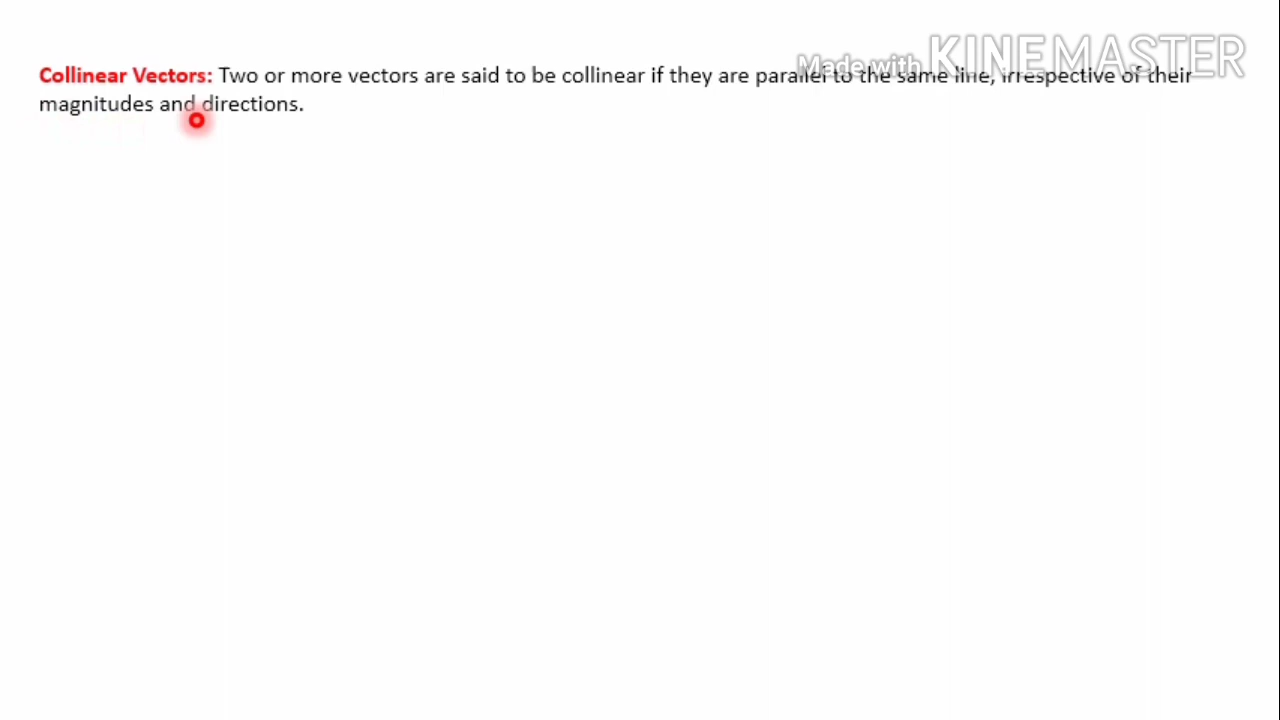 Made with KINEMASTER
Collinear Vectors: Two or more vectors are said to be collinear if they are parallel to the same line, irrespective of their
magnitudes and directions.